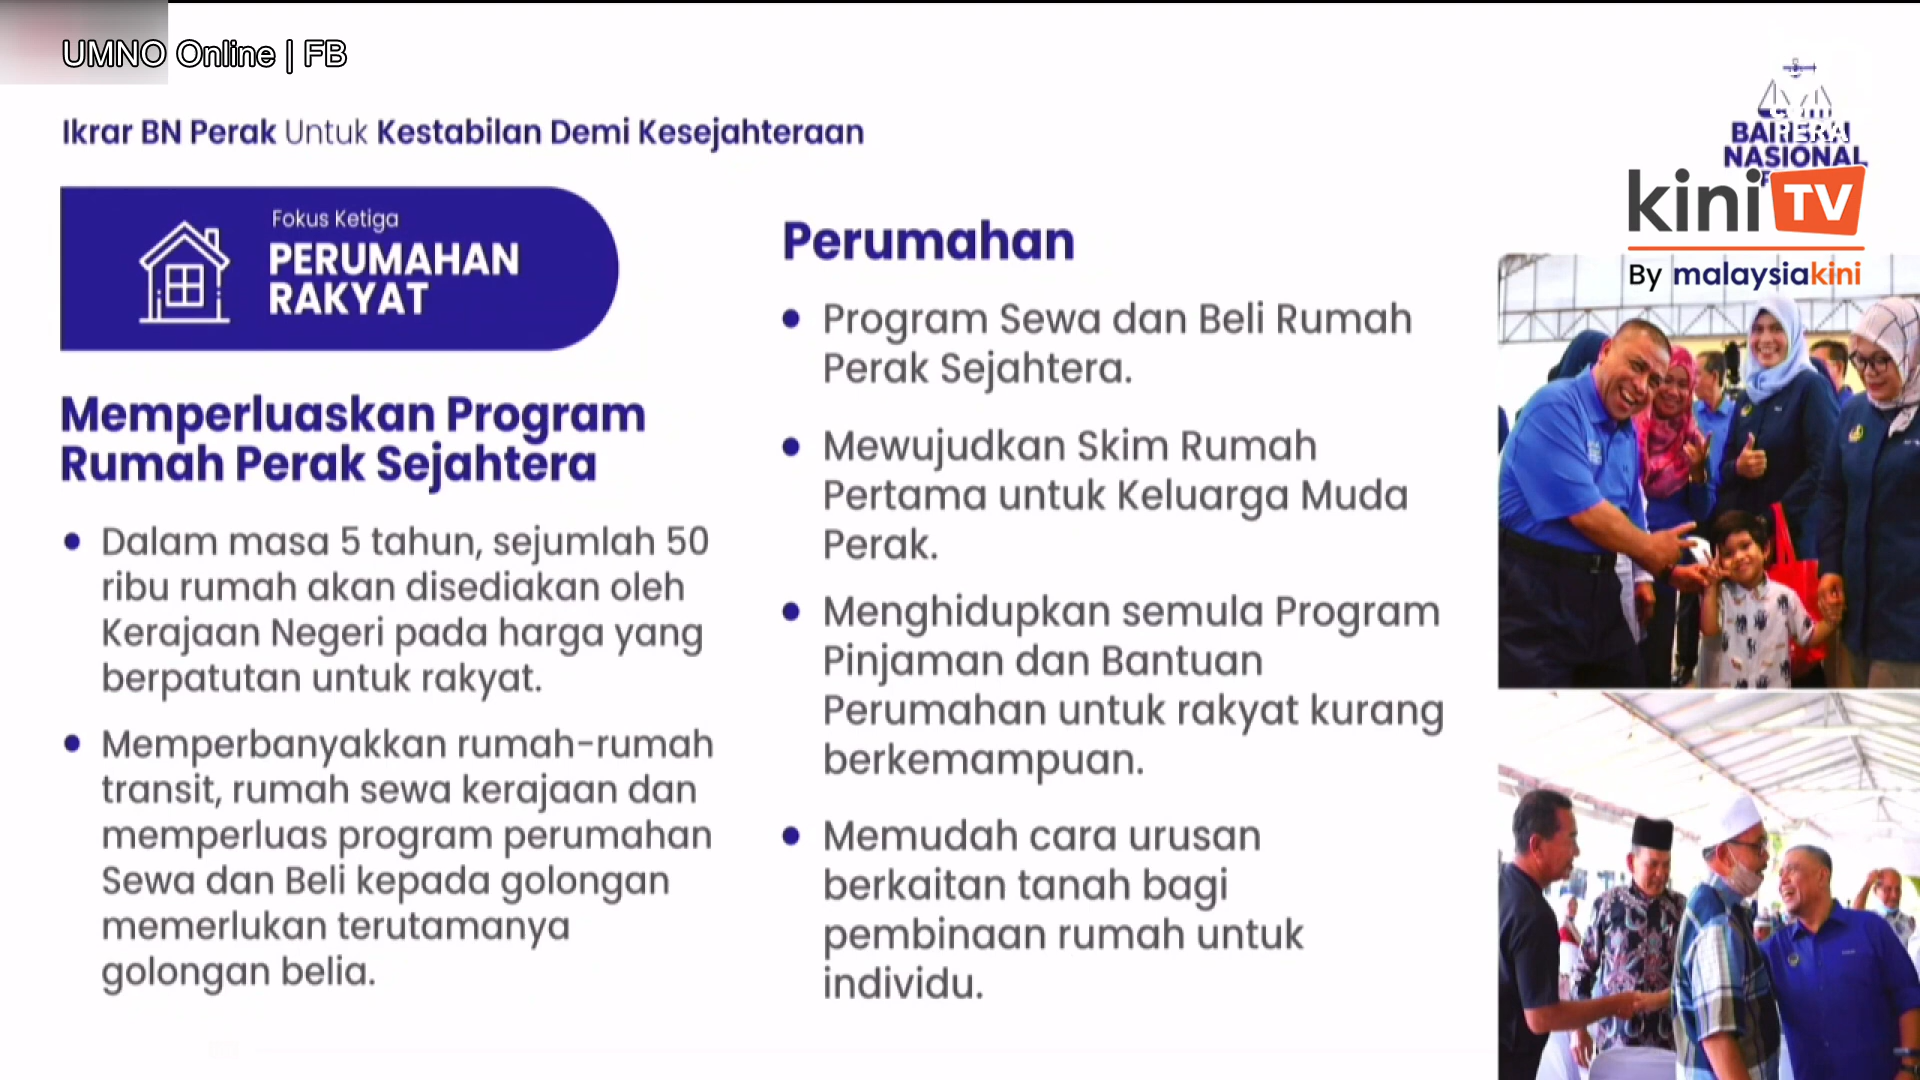 UMNO Online | FB
Ikrar BN Perak Untuk Kestabilan Demi Kesejahteraan
Fokus Ketiga
PERUMAHAN
RAKYAT
Memperluaskan Program
Rumah Perak Sejahtera
• Dalam masa 5 tahun, sejumlah 50
ribu rumah akan disediakan oleh
Kerajaan Negeri pada harga yang
berpatutan untuk rakyat.
• Memperbanyakkan rumah-rumah
transit, rumah sewa kerajaan dan
memperluas program perumahan
Sewa dan Beli kepada golongan
memerlukan terutamanya
golongan belia.
Perumahan
• Program Sewa dan Beli Rumah
Perak Sejahtera.
• Mewujudkan Skim Rumah
Pertama untuk Keluarga Muda
Perak.
• Menghidupkan semula Program
Pinjaman dan Bantuan
Perumahan untuk rakyat kurang
berkemampuan.
• Memudah cara urusan
berkaitan tanah bagi
pembinaan rumah untuk
individu.
NASIONAL
kini TV
By malaysiakini